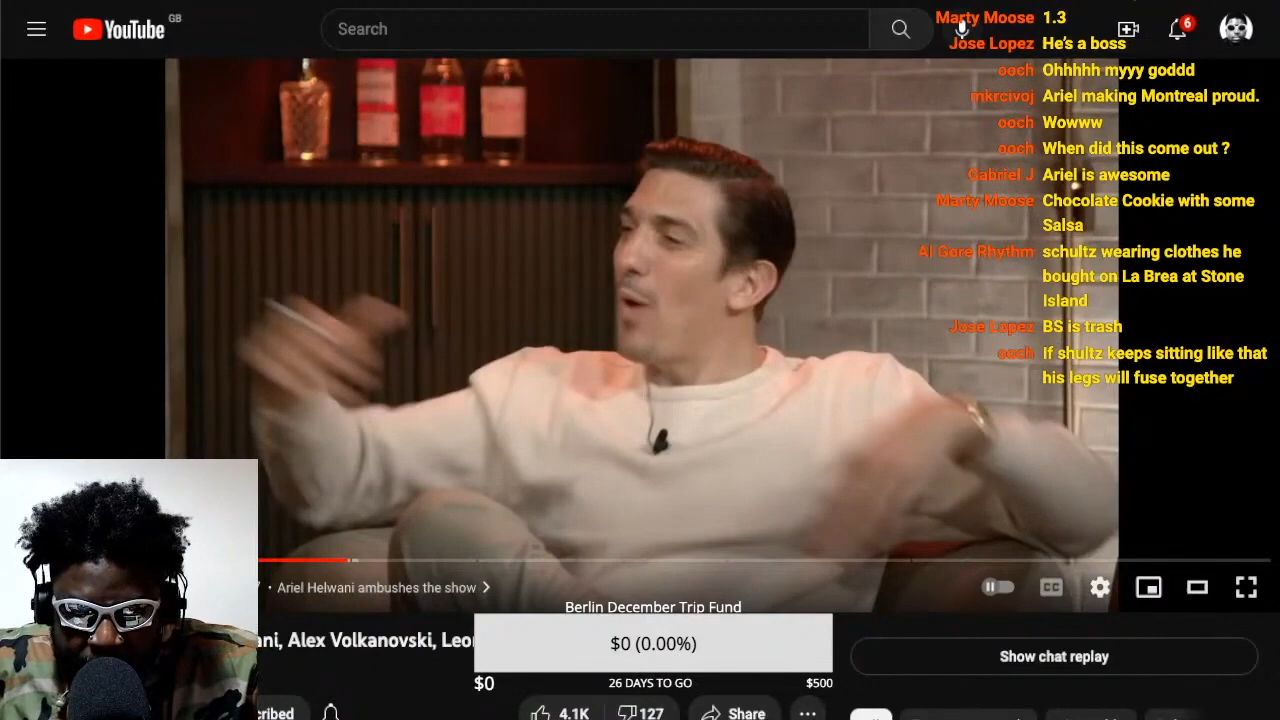 YouTube GB
Search
6
Marty Moose 1.3
Jose Lopez He's a boss
ooch Ohhhhh myyy goddd
mkrcivoj Ariel making Montreal proud.
ooch Wowww
ooch When did this come out ?
Gabriel J Ariel is awesome
Marty Moose Chocolate Cookie with some
Salsa
Al Gore Rhythm schultz wearing clothes he
bought on La Brea at Stone
Island
Jose Lopez BS is trash
ooch If shultz keeps sitting like that
his legs will fuse together
• Ariel Helwani ambushes the show
CC
Berlin December Trip Fund
ani, Alex Volkanovski, Leo
$0 (0.00%)
Show chat replay
$0 26 DAYS TO GO $500
cribed
4.1K
127
Share